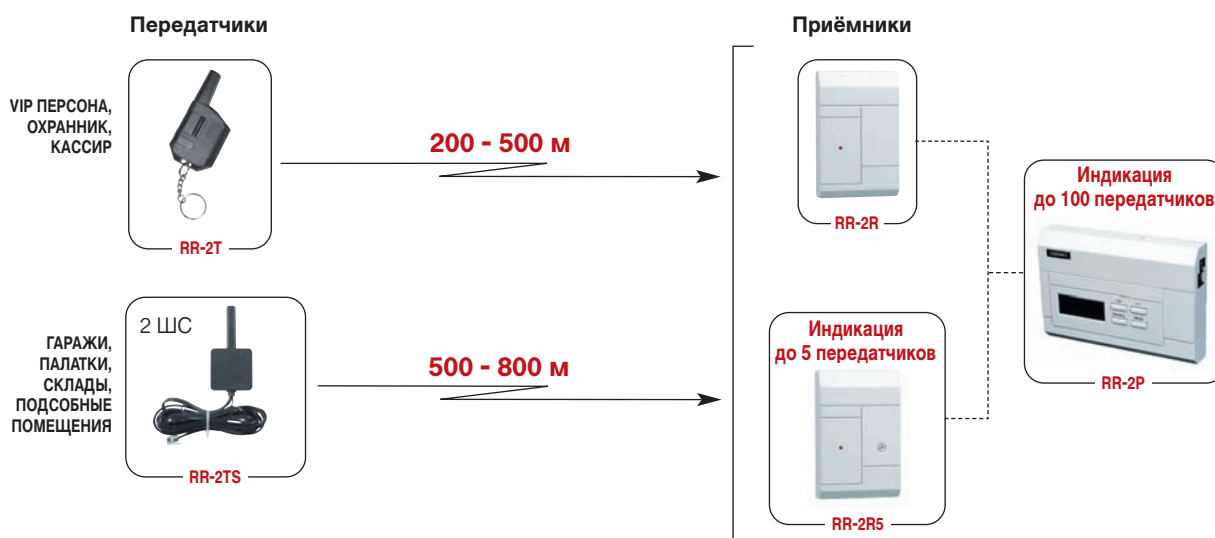 Передатчики
Приёмники
VIP ПЕРСОНА,
ОХРАННИК,
КАССИР
RR-2T
200 - 500 м
RR-2R
Индикация
до 100 передатчиков
RR-2P
2 ШС
ГАРАЖИ,
ПАЛАТКИ,
СКЛАДЫ,
ПОДСОБНЫЕ
ПОМЕЩЕНИЯ
RR-2TS
500 - 800 м
Индикация
до 5 передатчиков
RR-2R5